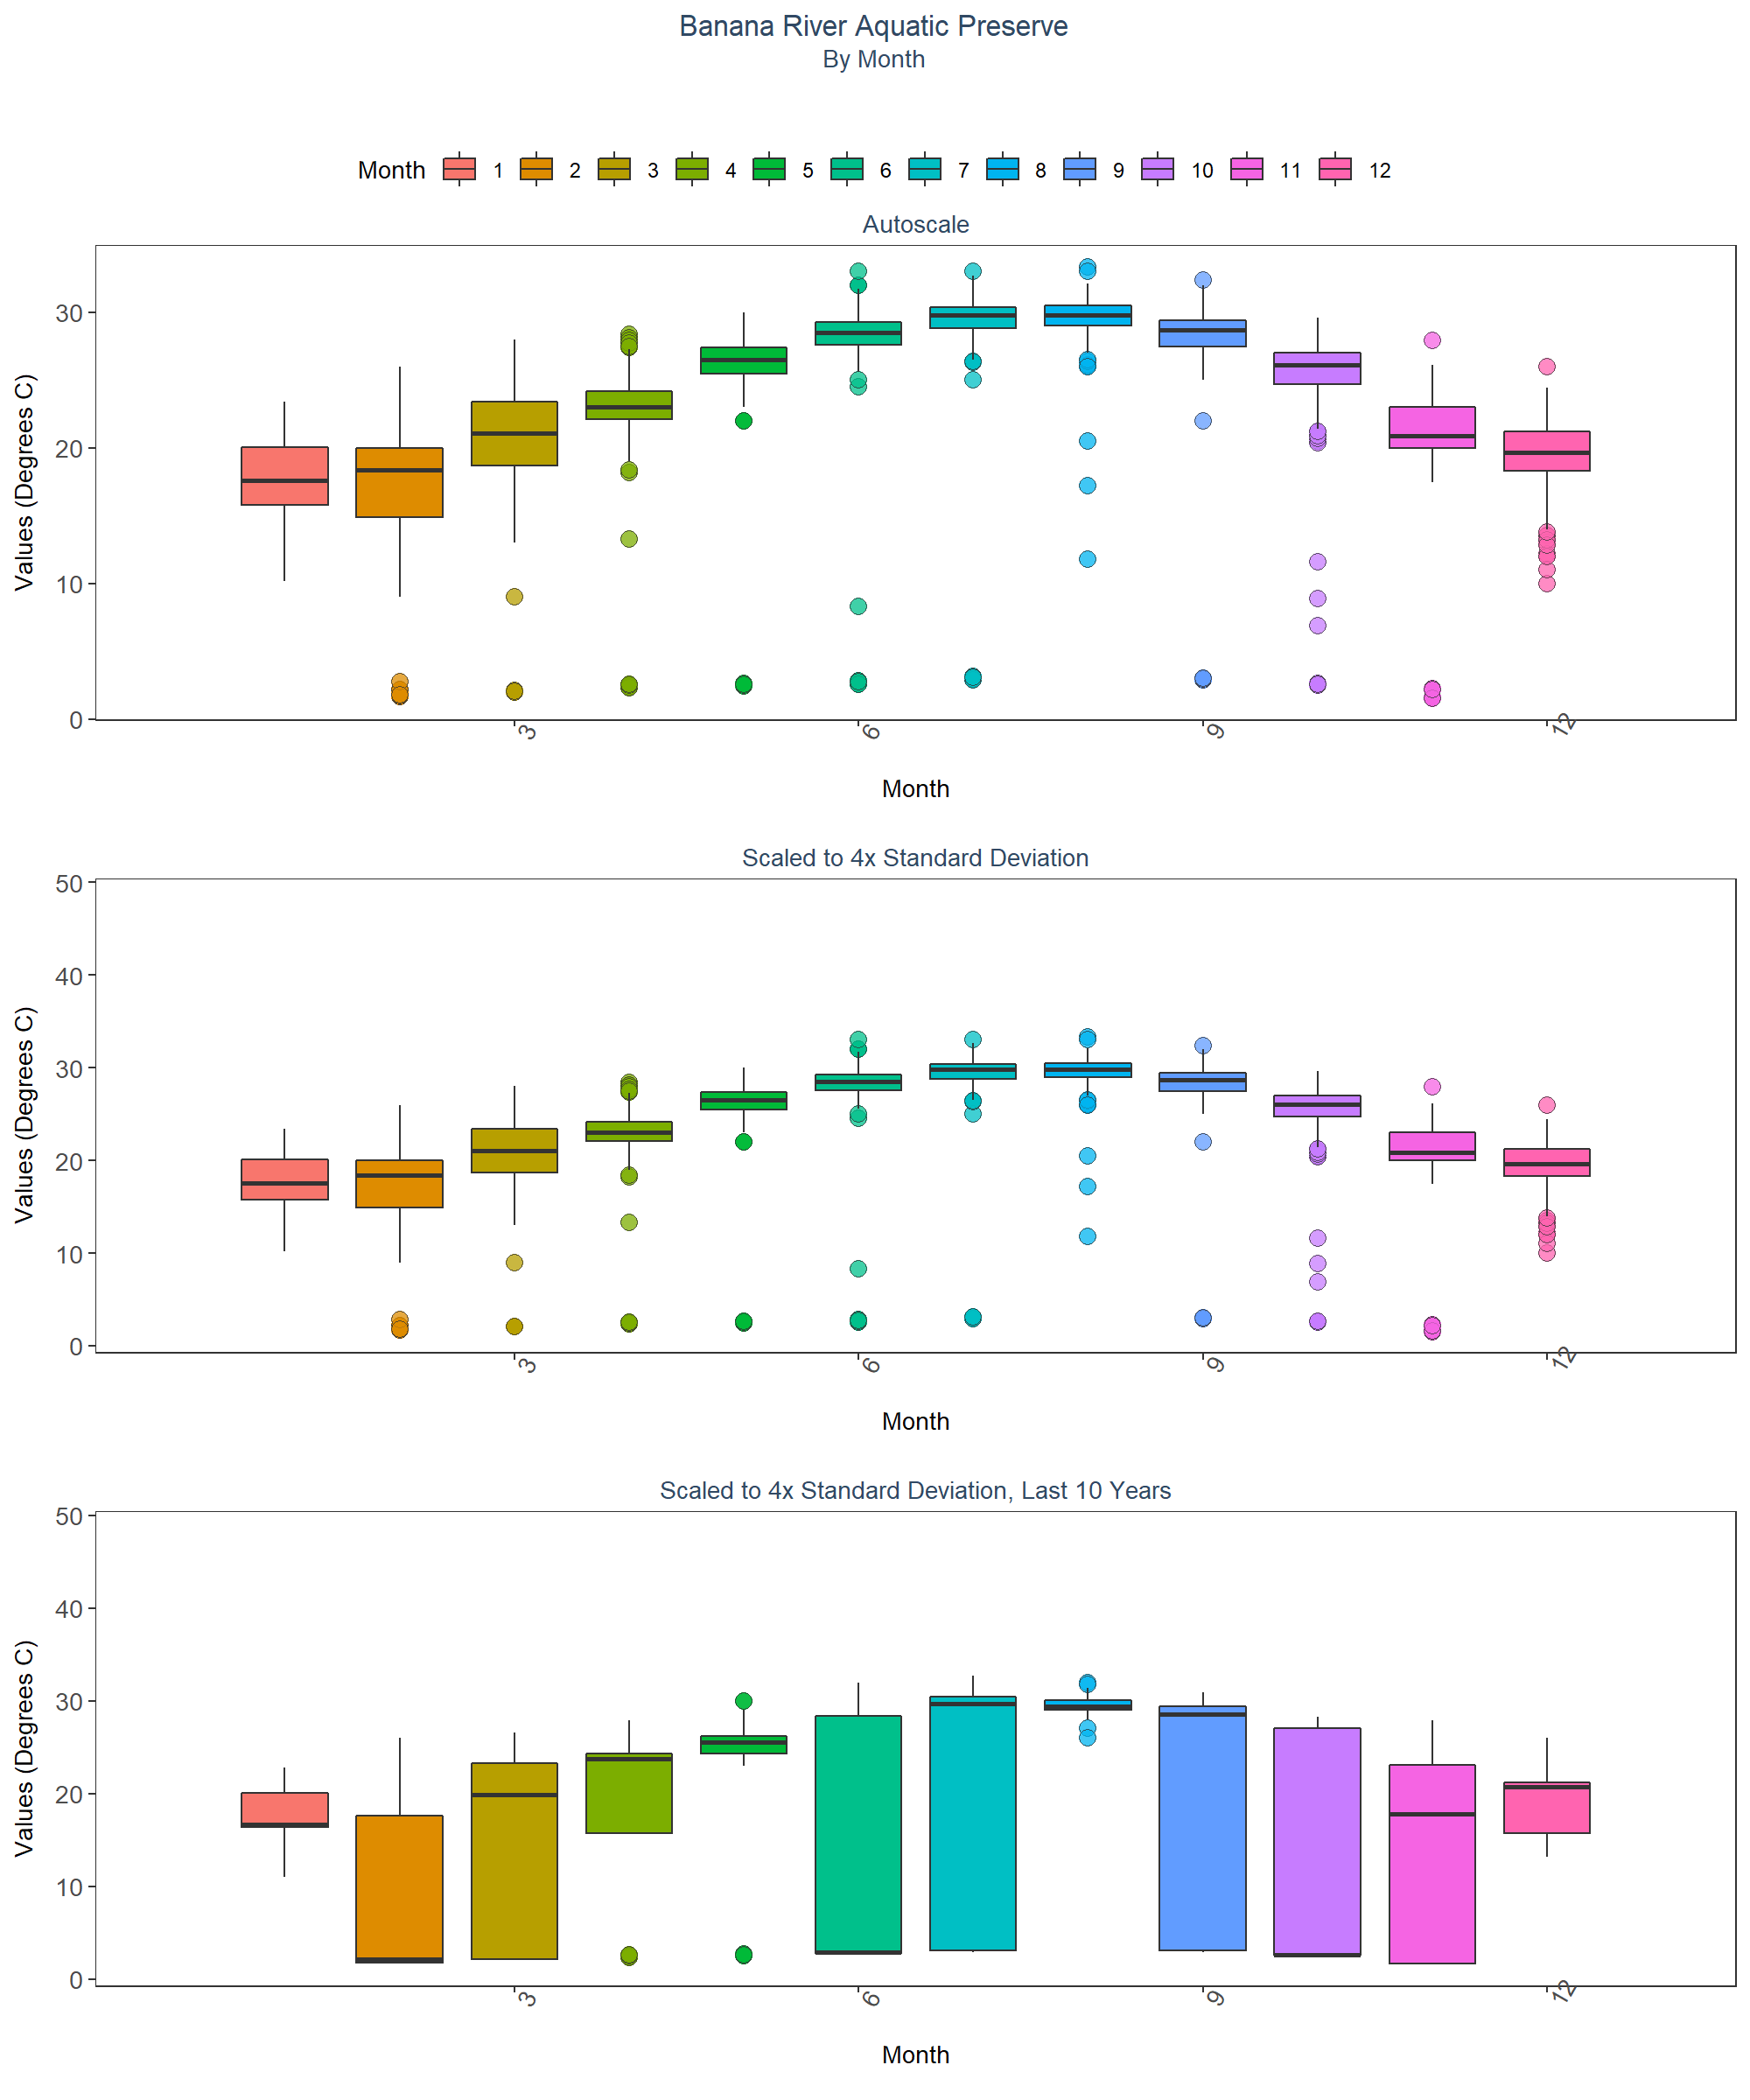 Banana River Aquatic Preserve
By Month
Month 1 2 3 4 5 6 7 8 9 10 11 12
Autoscale
Values (Degrees C)
30
20
10
0
3 6 9 12
Month
Scaled to 4x Standard Deviation
Values (Degrees C)
50
40
30
20
10
0
3 6 9 12
Month
Scaled to 4x Standard Deviation, Last 10 Years
Values (Degrees C)
50
40
30
20
10
0
3 6 9 12
Month